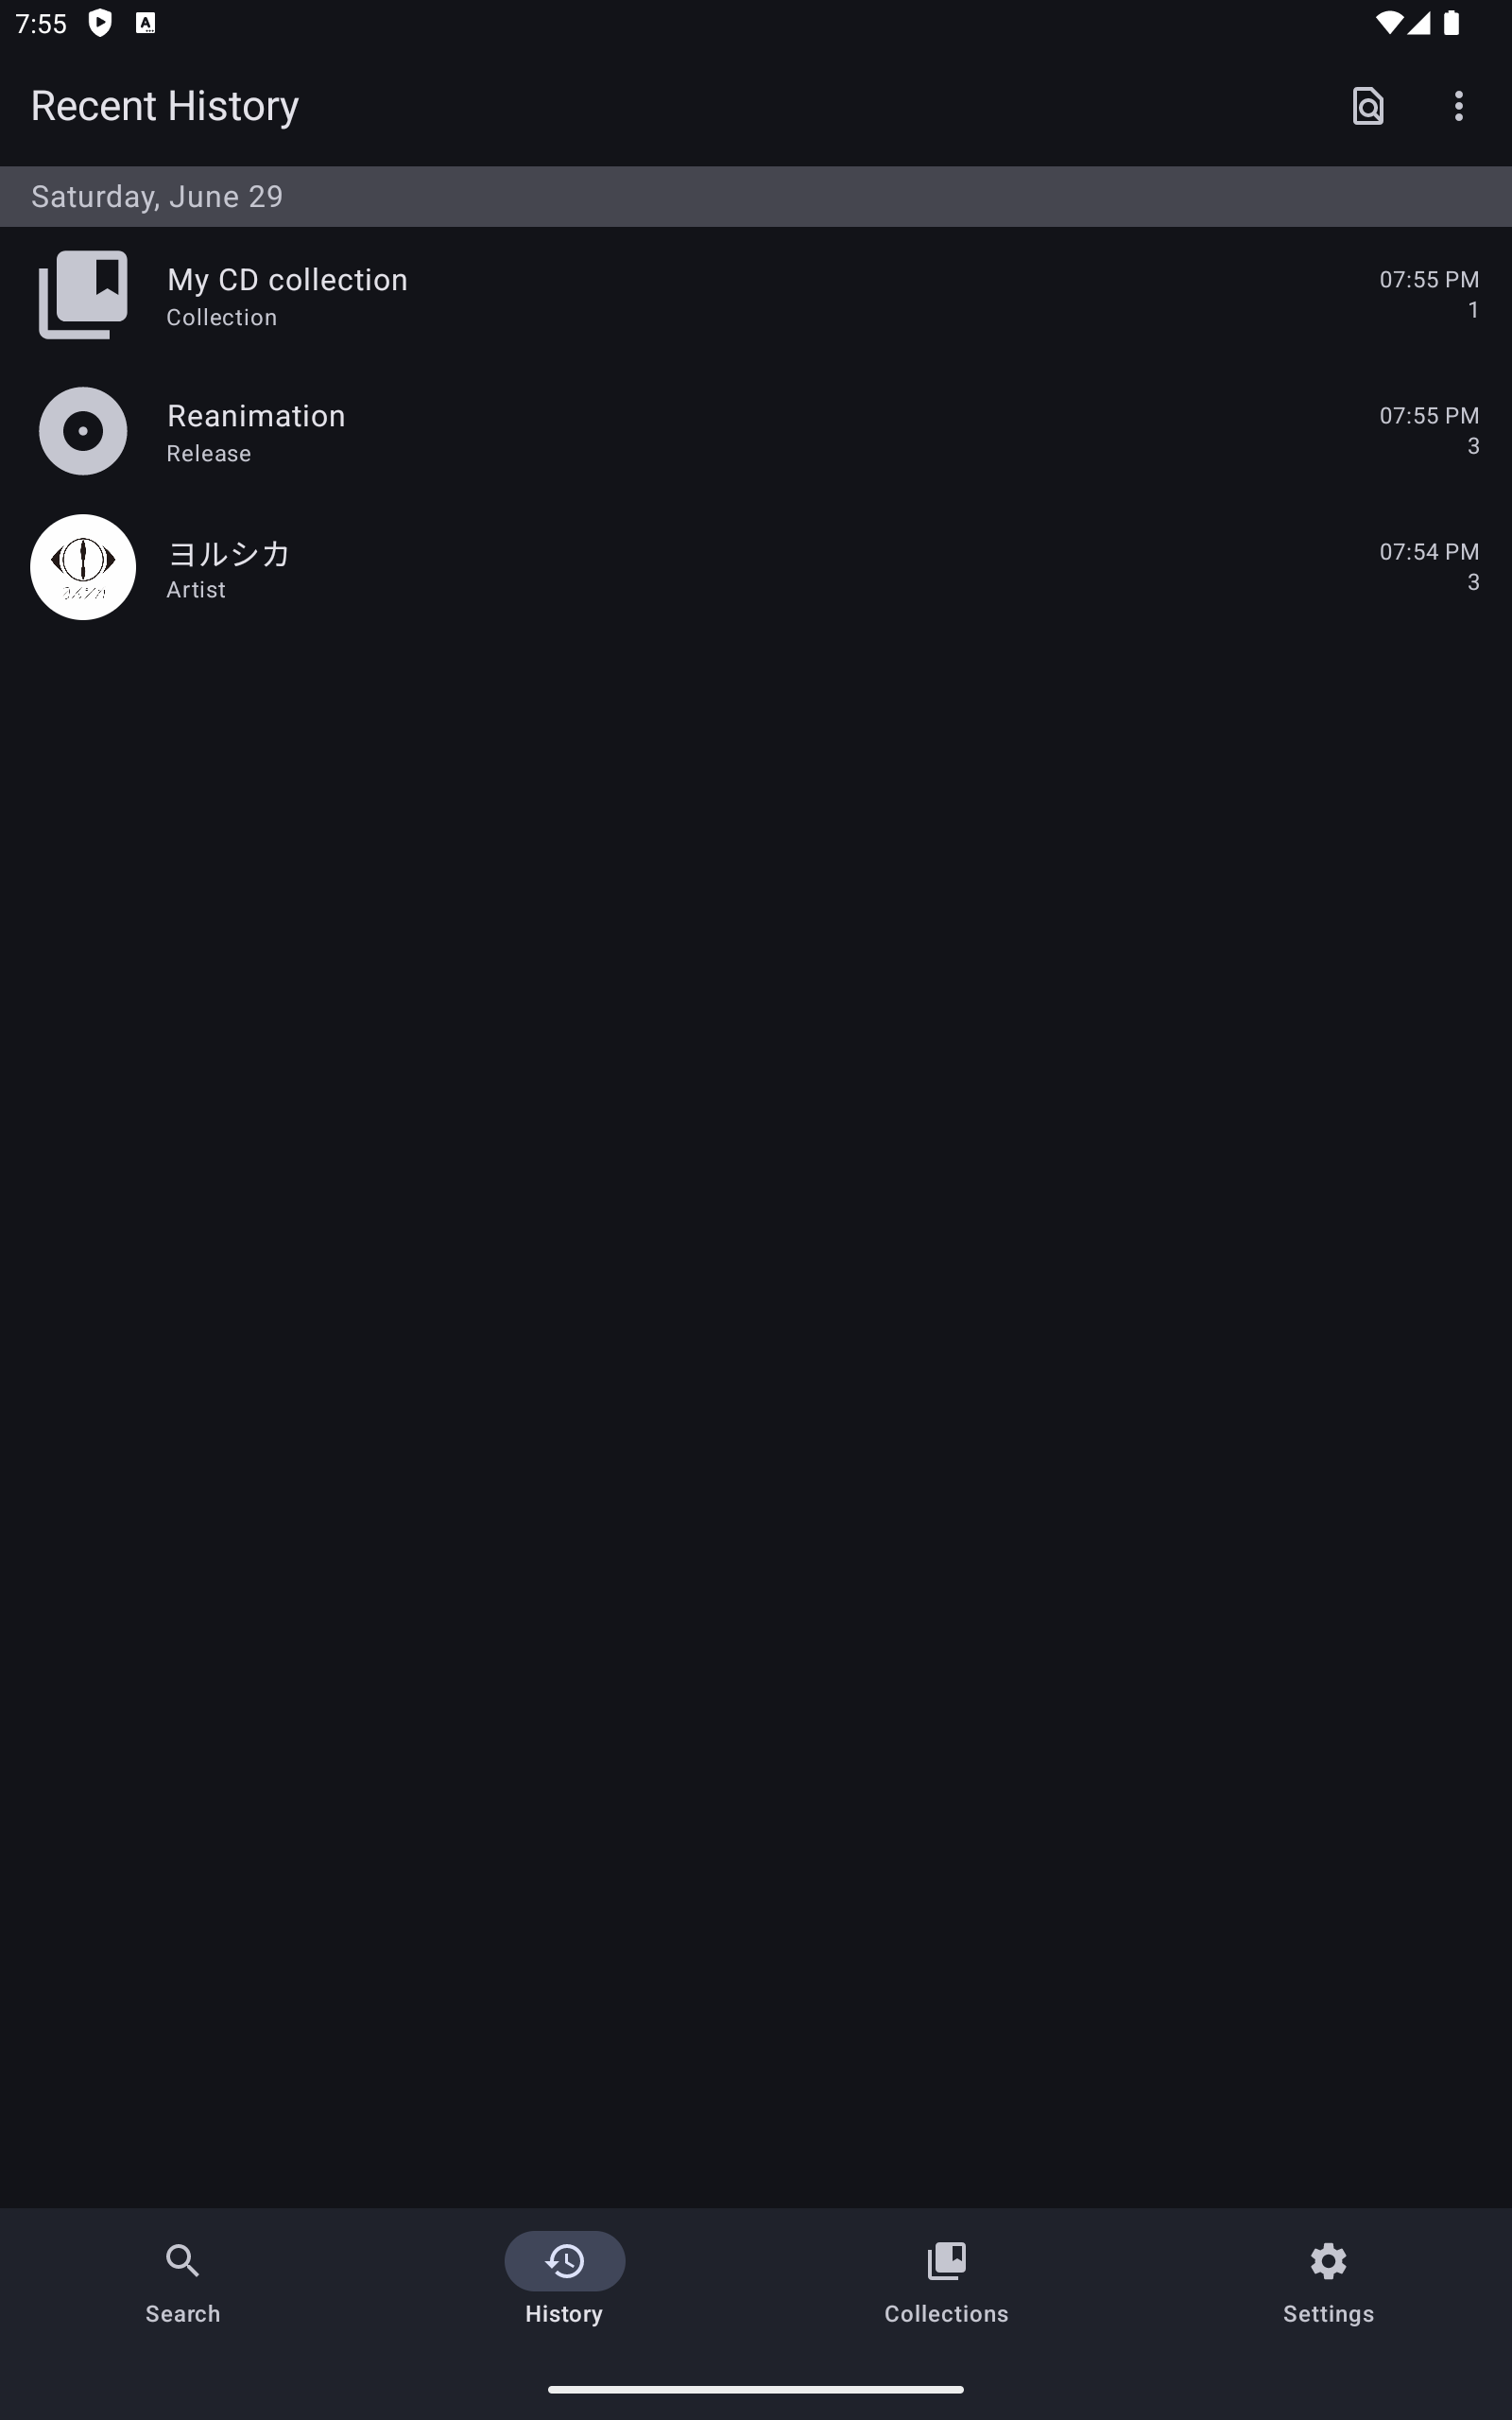 7:55
Recent History
Saturday, June 29
My CD collection
Collection
07:55 PM
1
Reanimation
Release
07:55 PM
3
ヨルシカ
Artist
07:54 PM
3
Search
History
Collections
Settings